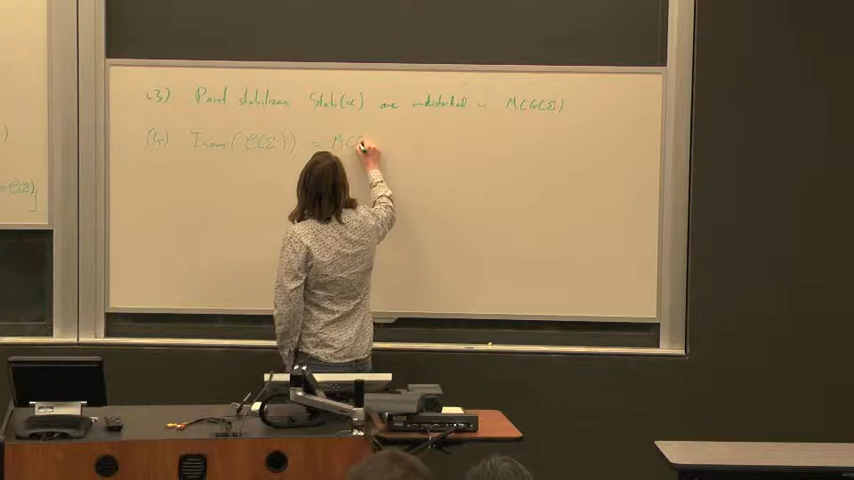 (3) Point stabilizers Stab(α) are undistorted in MCG(Σ)
(4) Isom(C(Σ)) = MCG